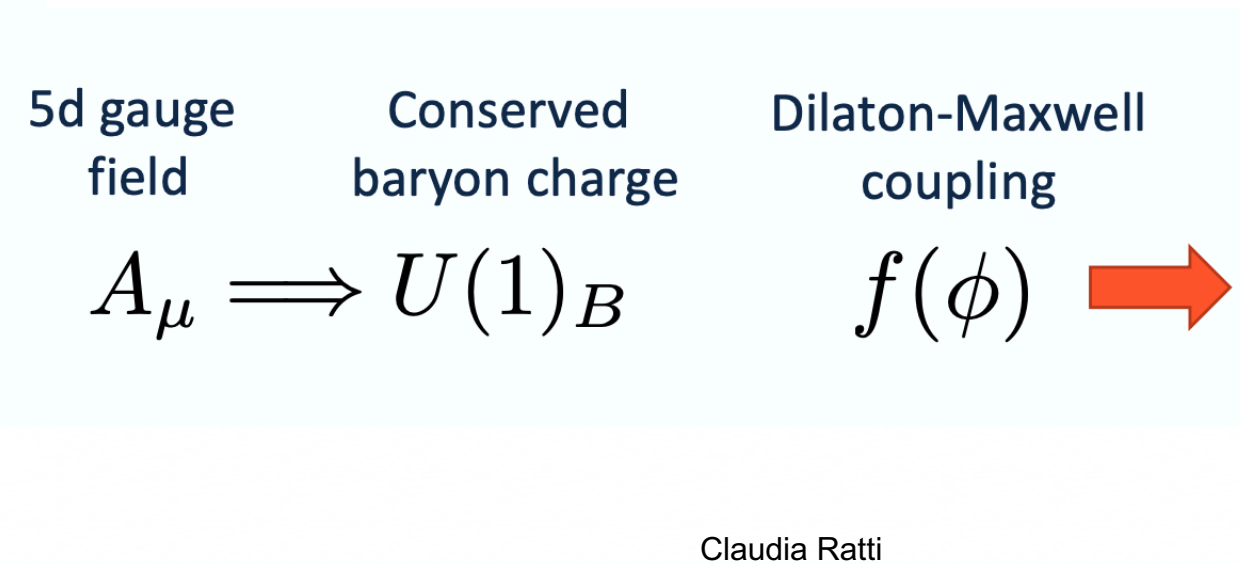 5d gauge
field
Conserved
baryon charge
Dilaton-Maxwell
coupling
A_μ ⟹ U(1)_B
f(ϕ)
Claudia Ratti